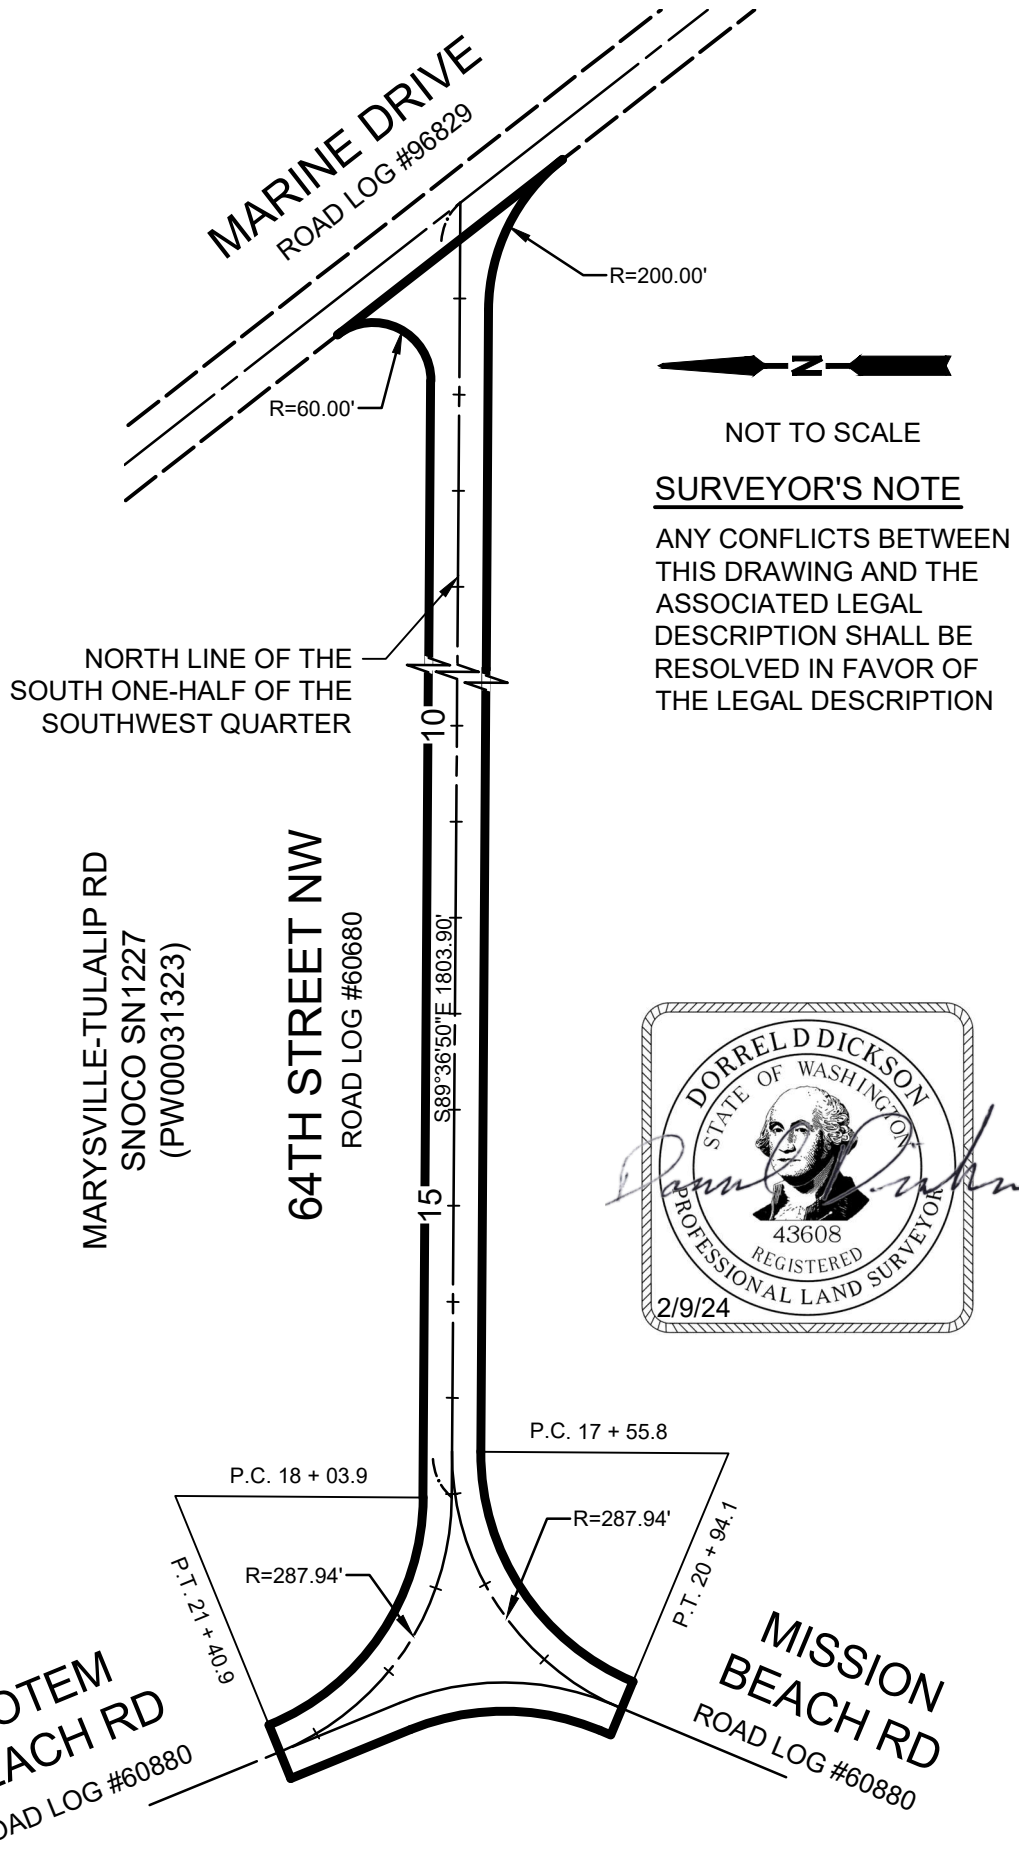 MARINE DRIVE
ROAD LOG #96829
R=200.00'
R=60.00'
N
NOT TO SCALE
SURVEYOR'S NOTE
ANY CONFLICTS BETWEEN
THIS DRAWING AND THE
ASSOCIATED LEGAL
DESCRIPTION SHALL BE
RESOLVED IN FAVOR OF
THE LEGAL DESCRIPTION
NORTH LINE OF THE
SOUTH ONE-HALF OF THE
SOUTHWEST QUARTER
10
MARYSVILLE-TULALIP RD
SNOCO SN1227
(PW00031323)
64TH STREET NW
ROAD LOG #60680
S89°36'50"E 1803.90'
15
DORREL D DICKSON
STATE OF WASHINGTON
43608
REGISTERED
PROFESSIONAL LAND SURVEYOR
2/9/24
P.C. 17 + 55.8
P.C. 18 + 03.9
R=287.94'
R=287.94'
P.T. 21 + 40.9
P.T. 20 + 94.1
OTEM
EACH RD
OAD LOG #60880
MISSION
BEACH RD
ROAD LOG #60880